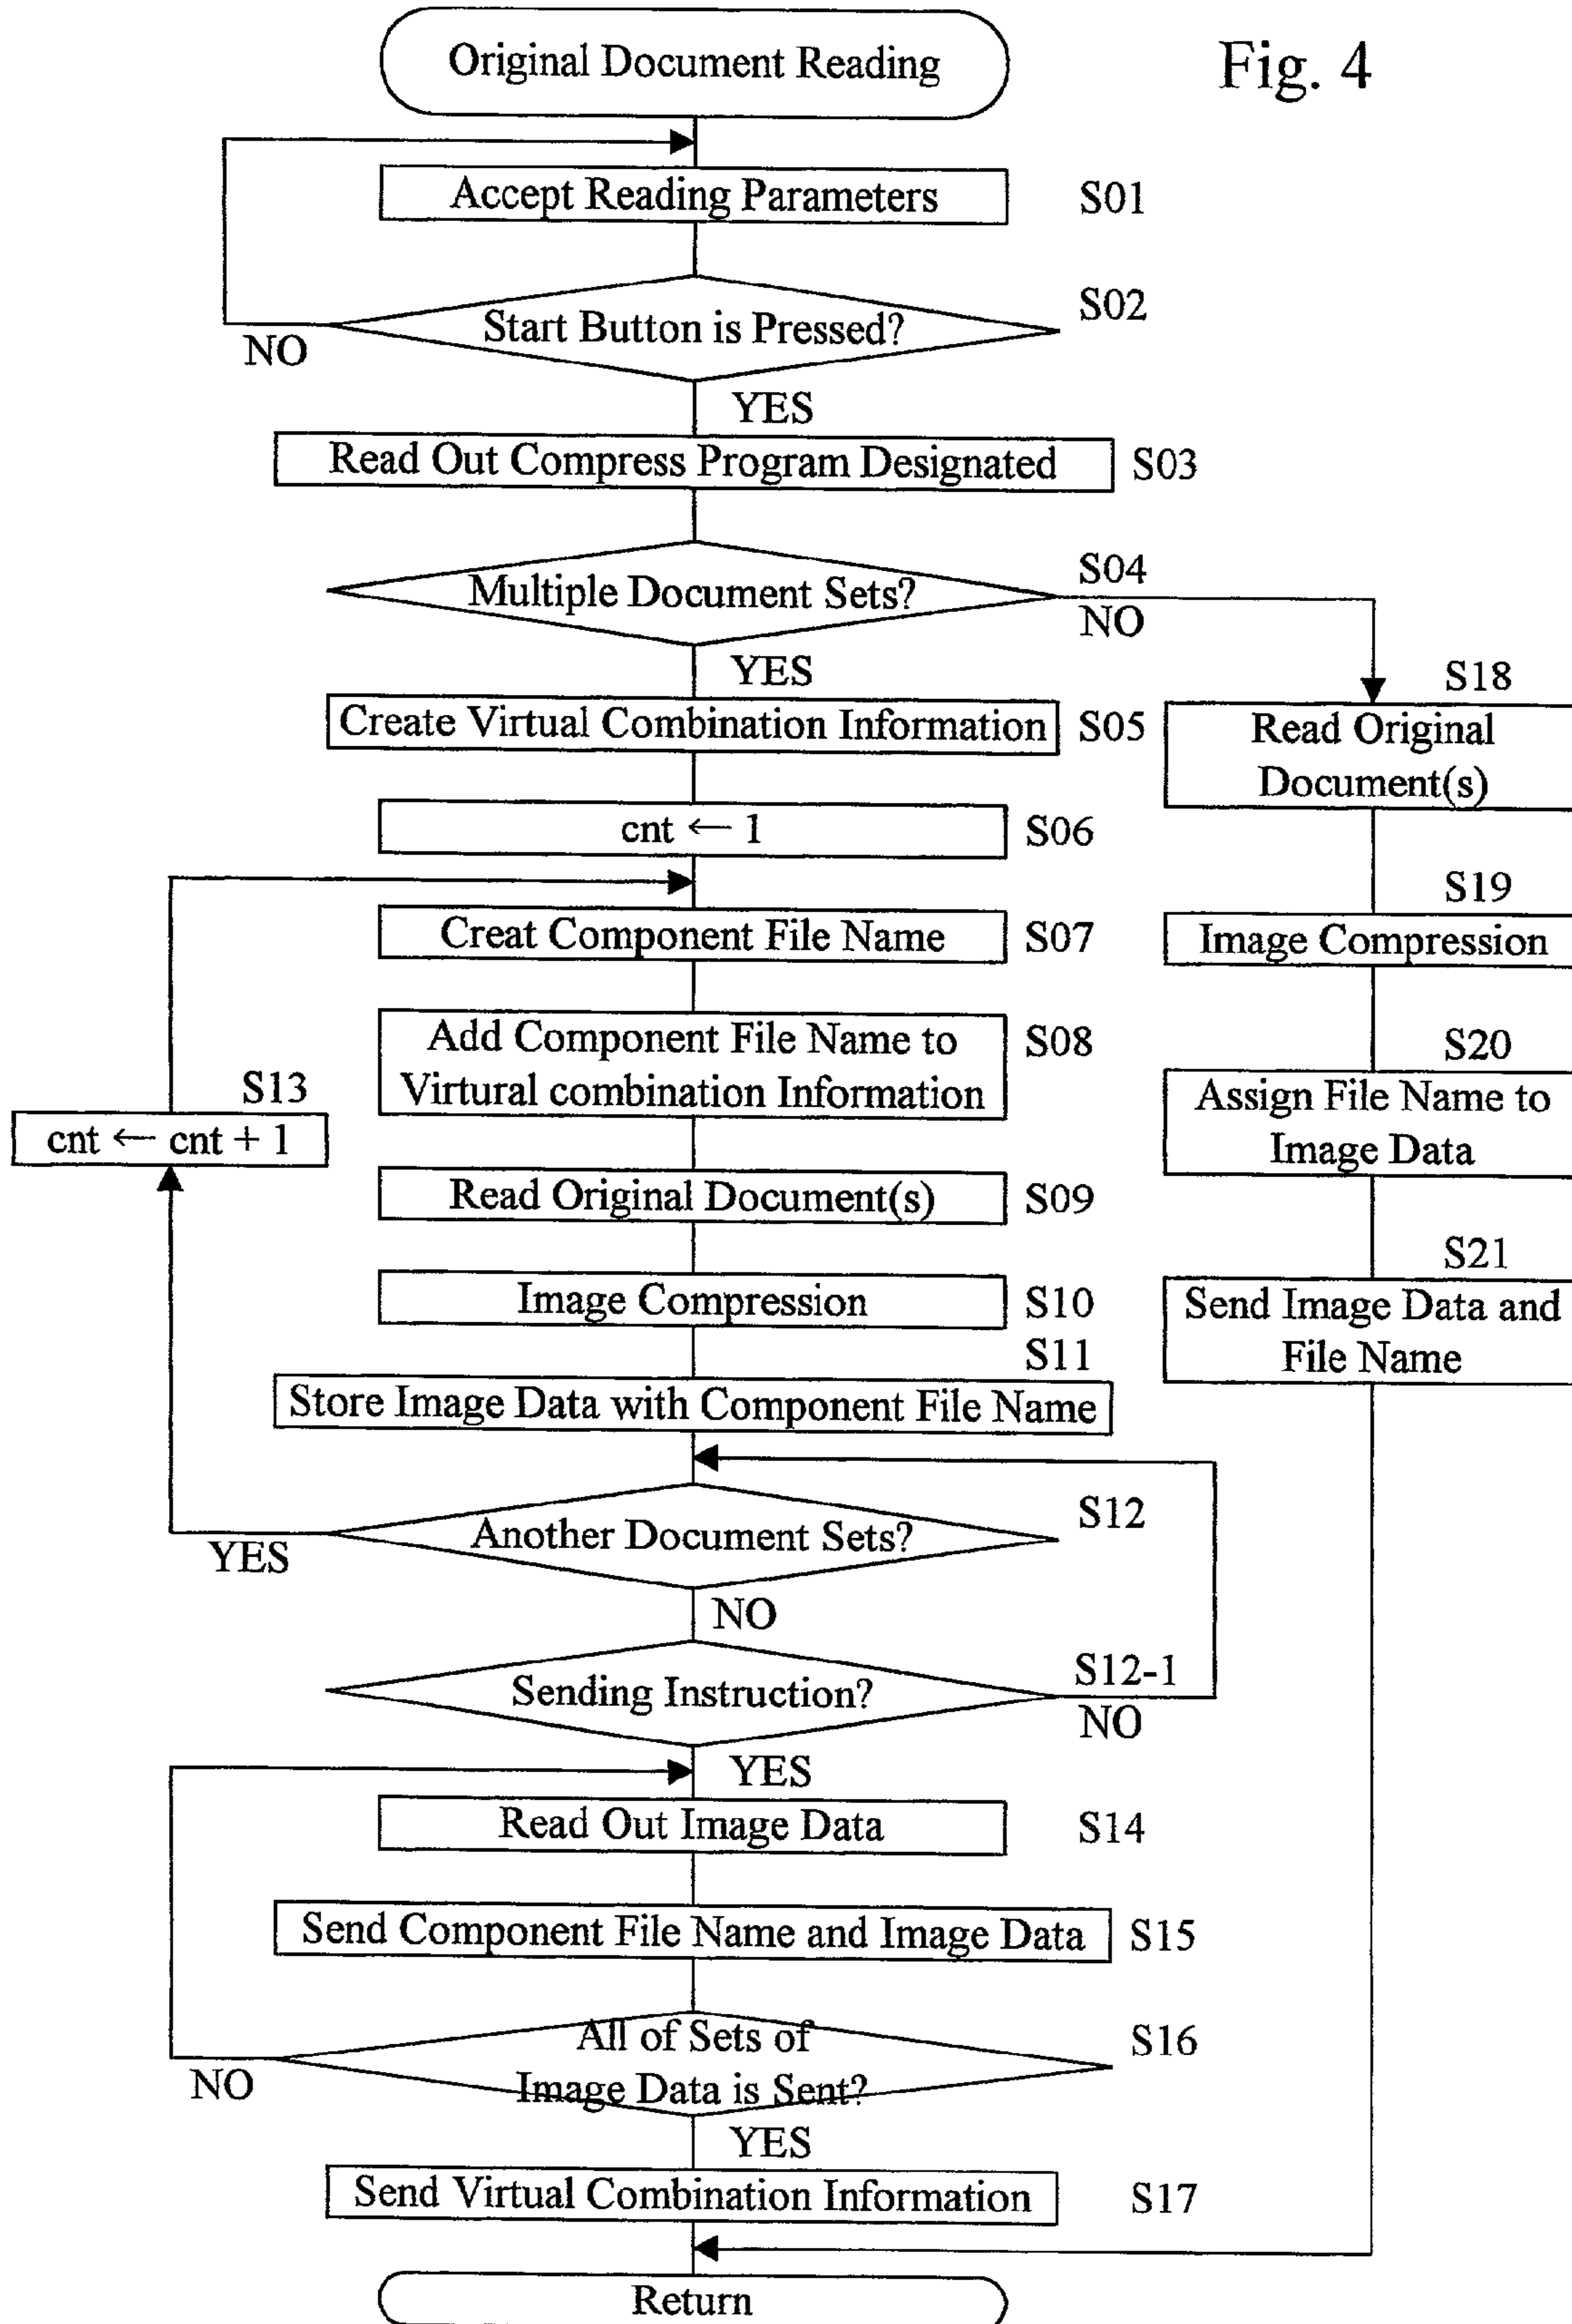 Original Document Reading
Fig. 4
Accept Reading Parameters
S01
Start Button is Pressed?
S02
NO
YES
Read Out Compress Program Designated
S03
Multiple Document Sets?
S04
NO
YES
Create Virtual Combination Information
S05
cnt ← 1
S06
Creat Component File Name
S07
Add Component File Name to
Virtural combination Information
S08
S13
cnt ← cnt + 1
Read Original Document(s)
S09
Image Compression
S10
S11
Store Image Data with Component File Name
Another Document Sets?
S12
YES
NO
Sending Instruction?
S12-1
NO
YES
Read Out Image Data
S14
Send Component File Name and Image Data
S15
All of Sets of
Image Data is Sent?
S16
NO
YES
Send Virtual Combination Information
S17
S18
Read Original
Document(s)
S19
Image Compression
S20
Assign File Name to
Image Data
S21
Send Image Data and
File Name
Return